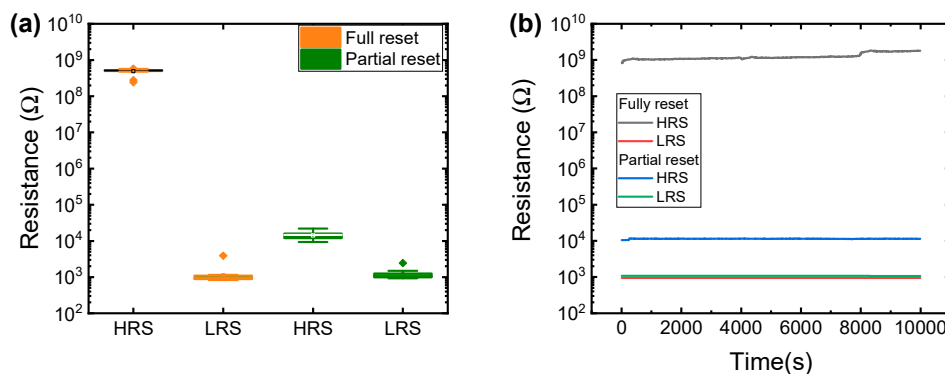 (a)
Resistance (Ω)
10^10
10^9
10^8
10^7
10^6
10^5
10^4
10^3
10^2
Full reset
Partial reset
HRS LRS HRS LRS
(b)
Resistance (Ω)
10^10
10^9
10^8
10^7
10^6
10^5
10^4
10^3
10^2
Fully reset
HRS
LRS
Partial reset
HRS
LRS
0 2000 4000 6000 8000 10000
Time(s)